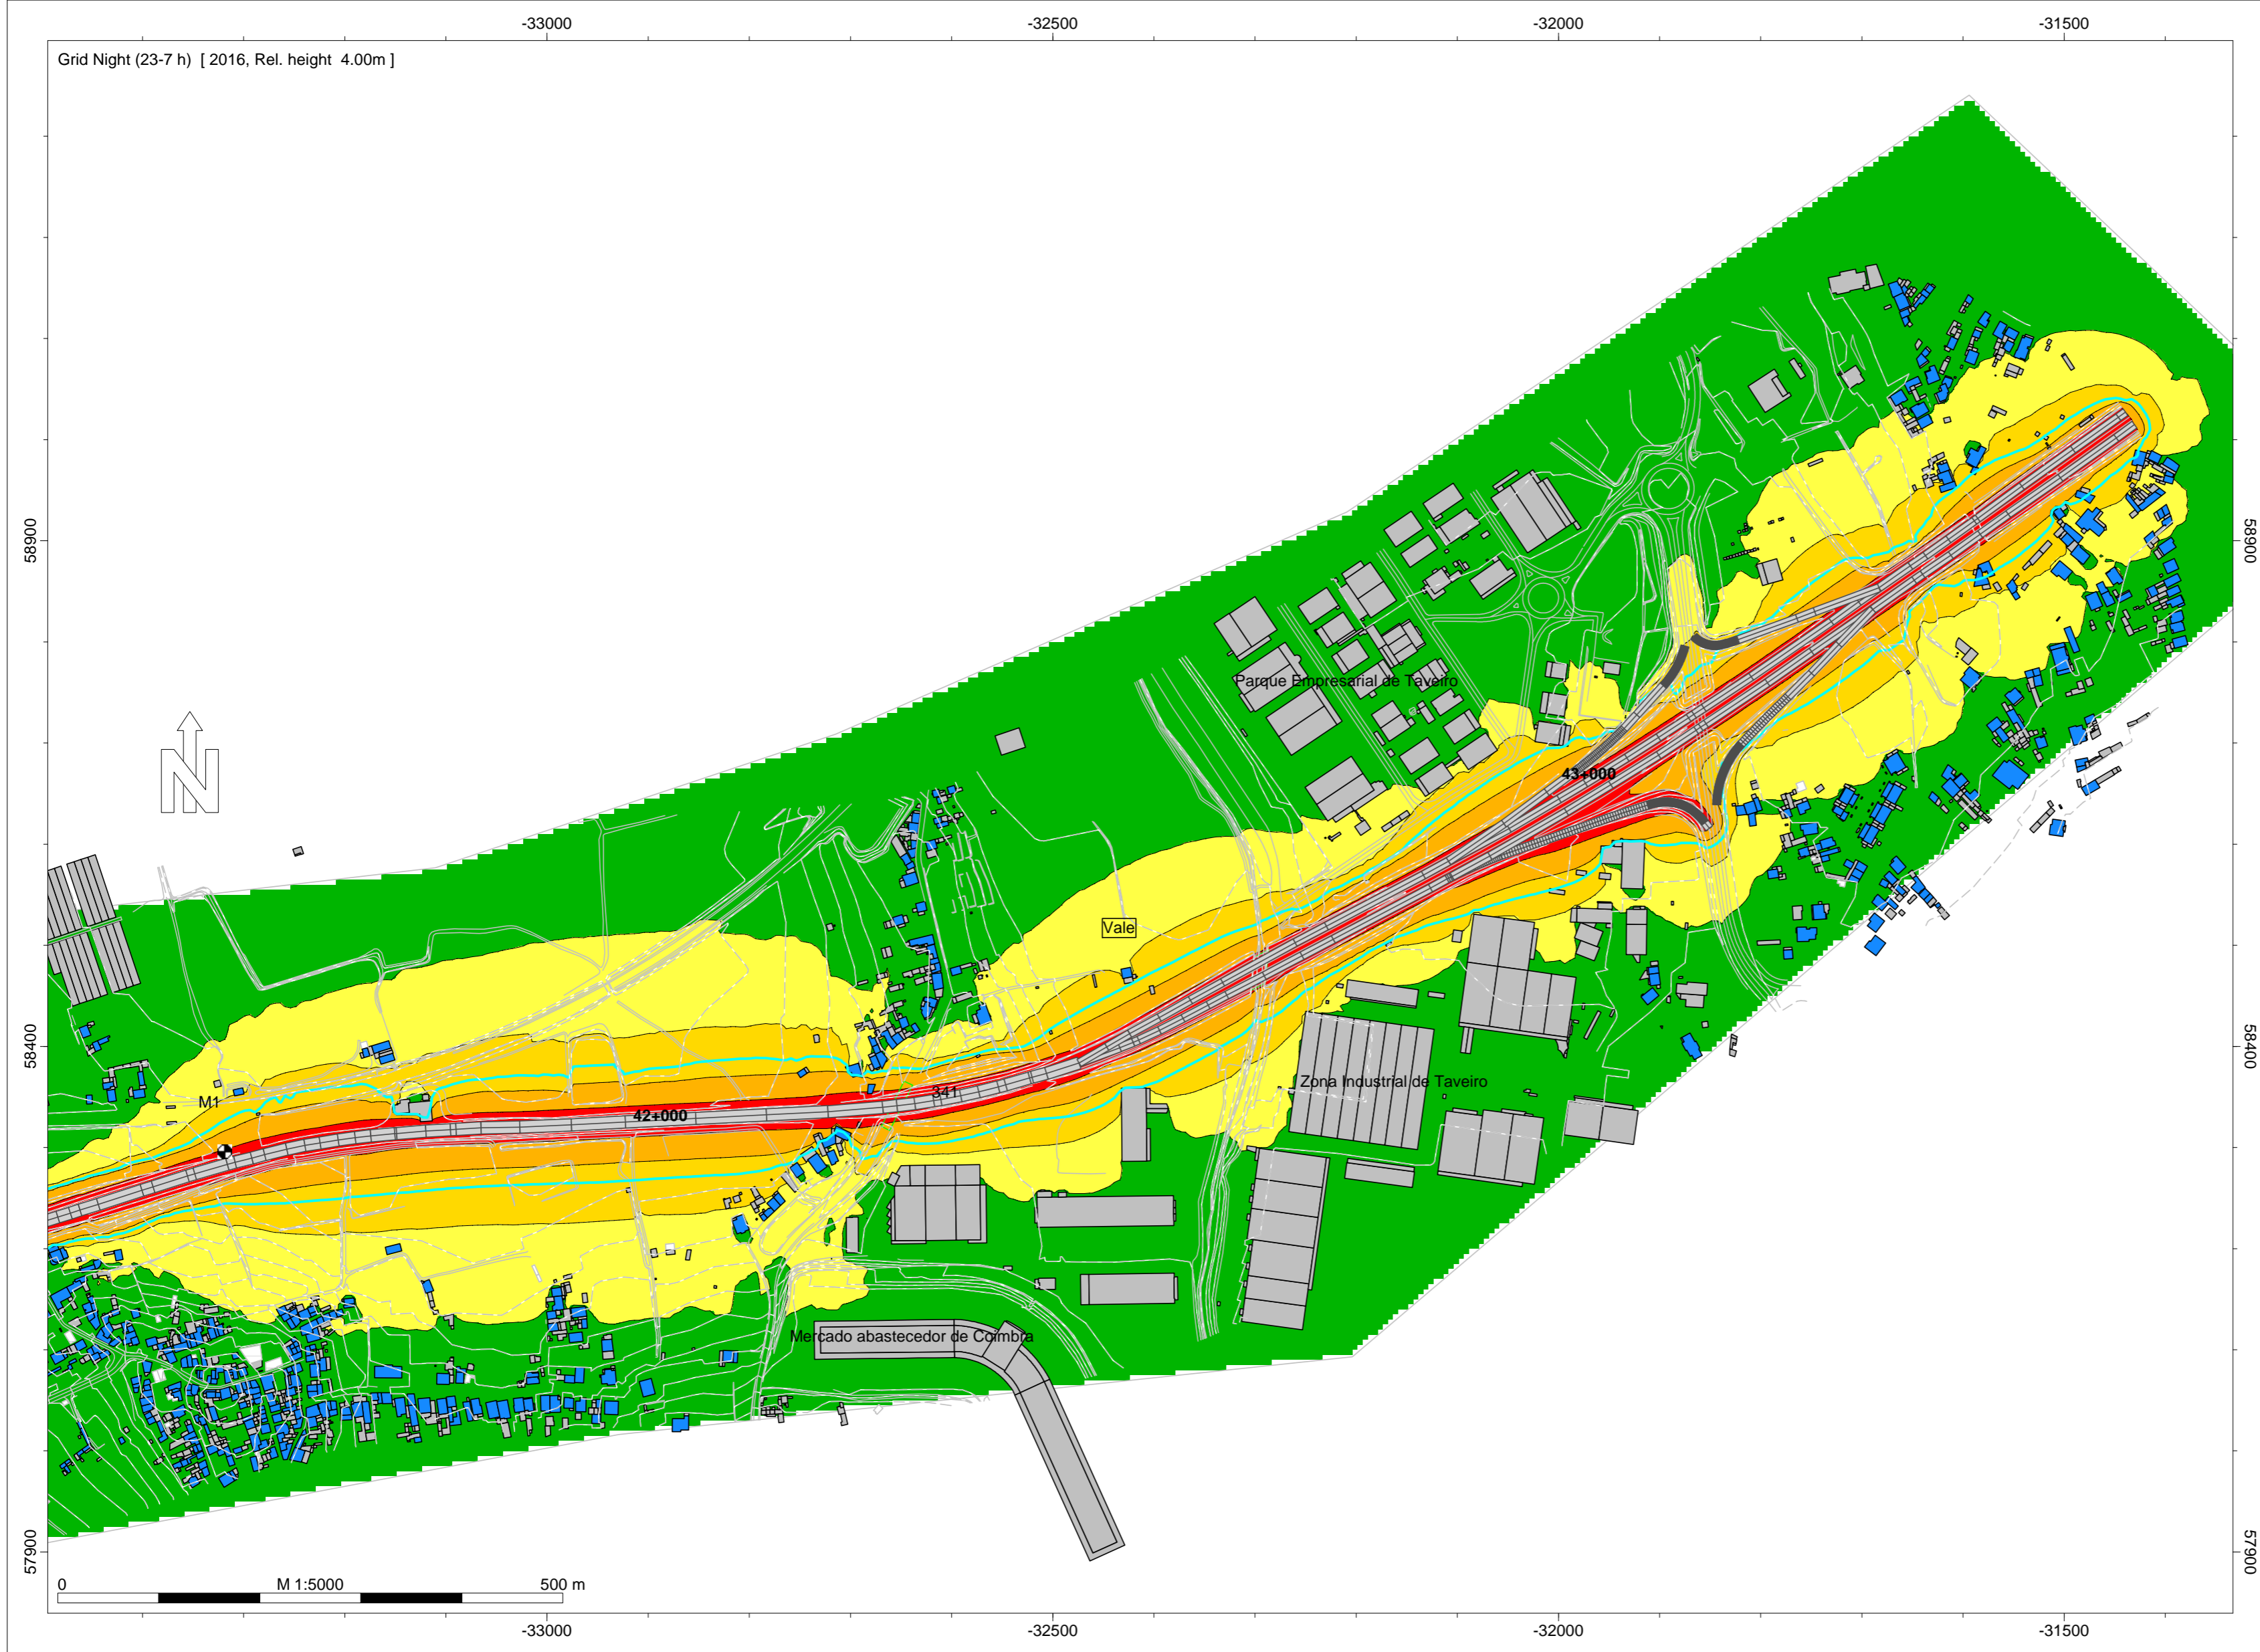 -33000
-32500
-32000
-31500
Grid Night (23-7 h) [ 2016, Rel. height 4.00m ]
58900
58900
Parque Empresarial de Taveiro
43+000
N
Vale
58400
58400
Zona Industrial de Taveiro
341
M1
42+000
Mercado abastecedor de Coimbra
57900
57900
0
M 1:5000
500 m
-33000
-32500
-32000
-31500